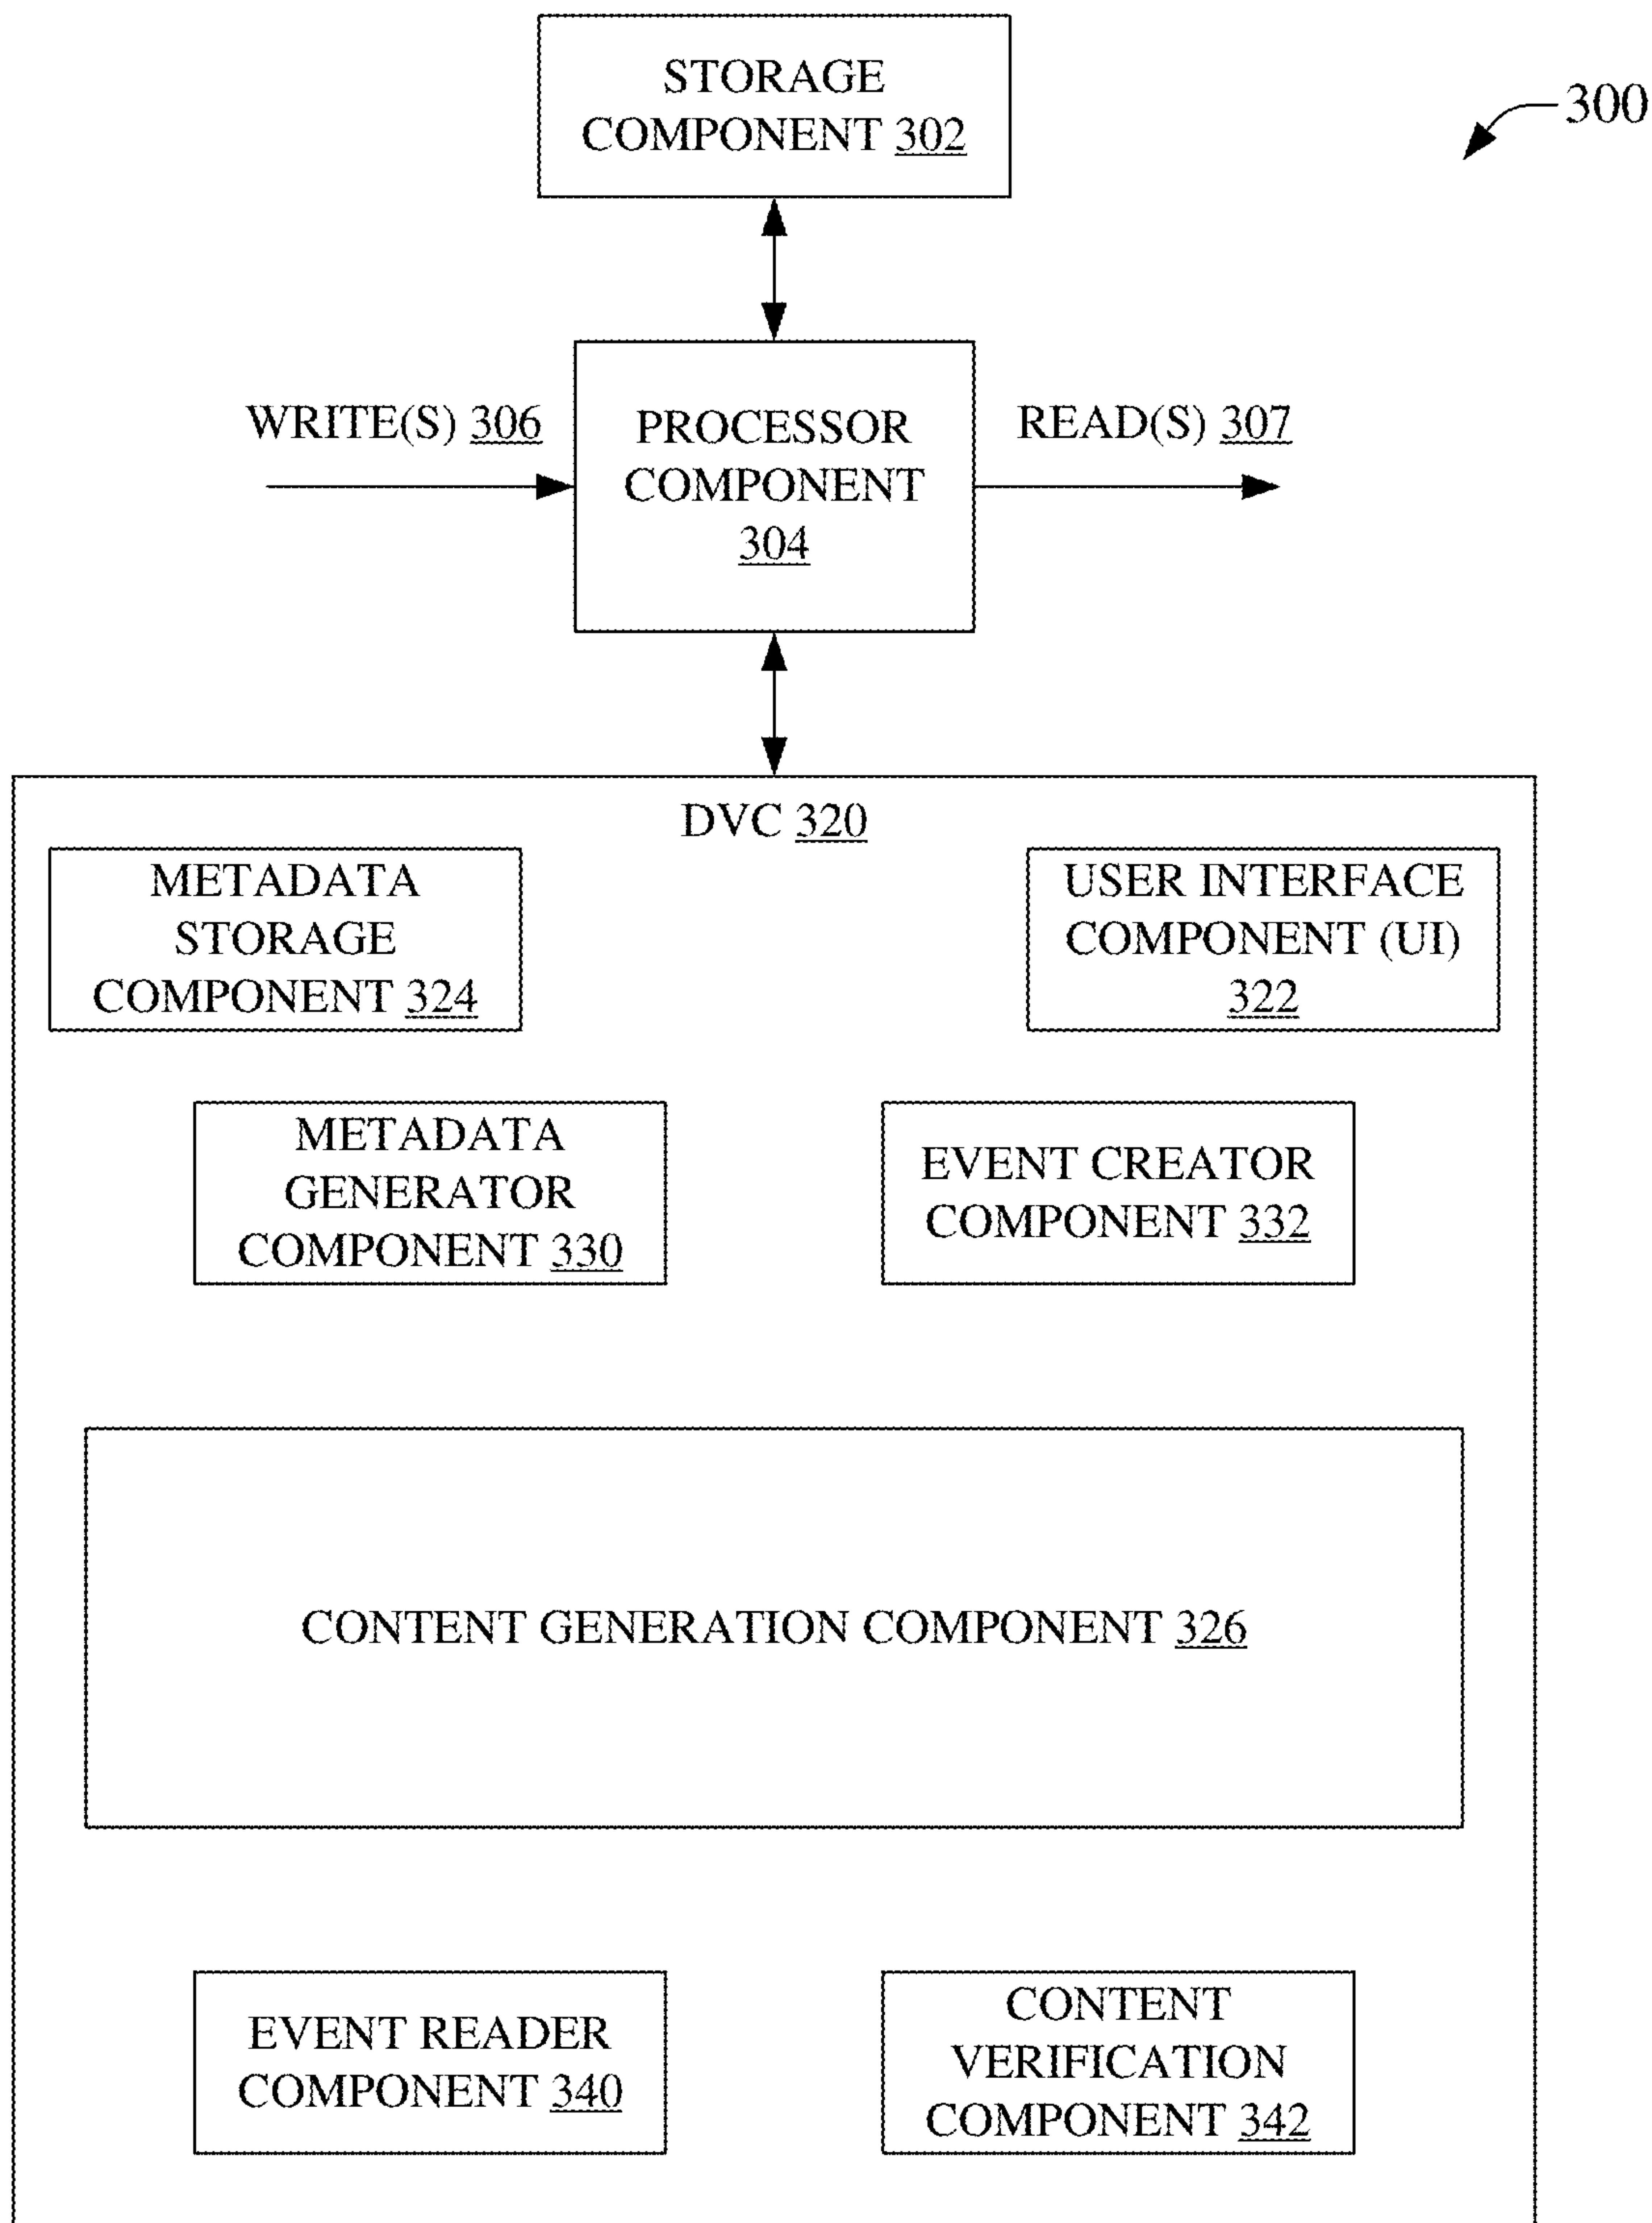 STORAGE
COMPONENT 302
300
WRITE(S) 306
PROCESSOR
COMPONENT
304
READ(S) 307
DVC 320
METADATA
STORAGE
COMPONENT 324
USER INTERFACE
COMPONENT (UI)
322
METADATA
GENERATOR
COMPONENT 330
EVENT CREATOR
COMPONENT 332
CONTENT GENERATION COMPONENT 326
EVENT READER
COMPONENT 340
CONTENT
VERIFICATION
COMPONENT 342